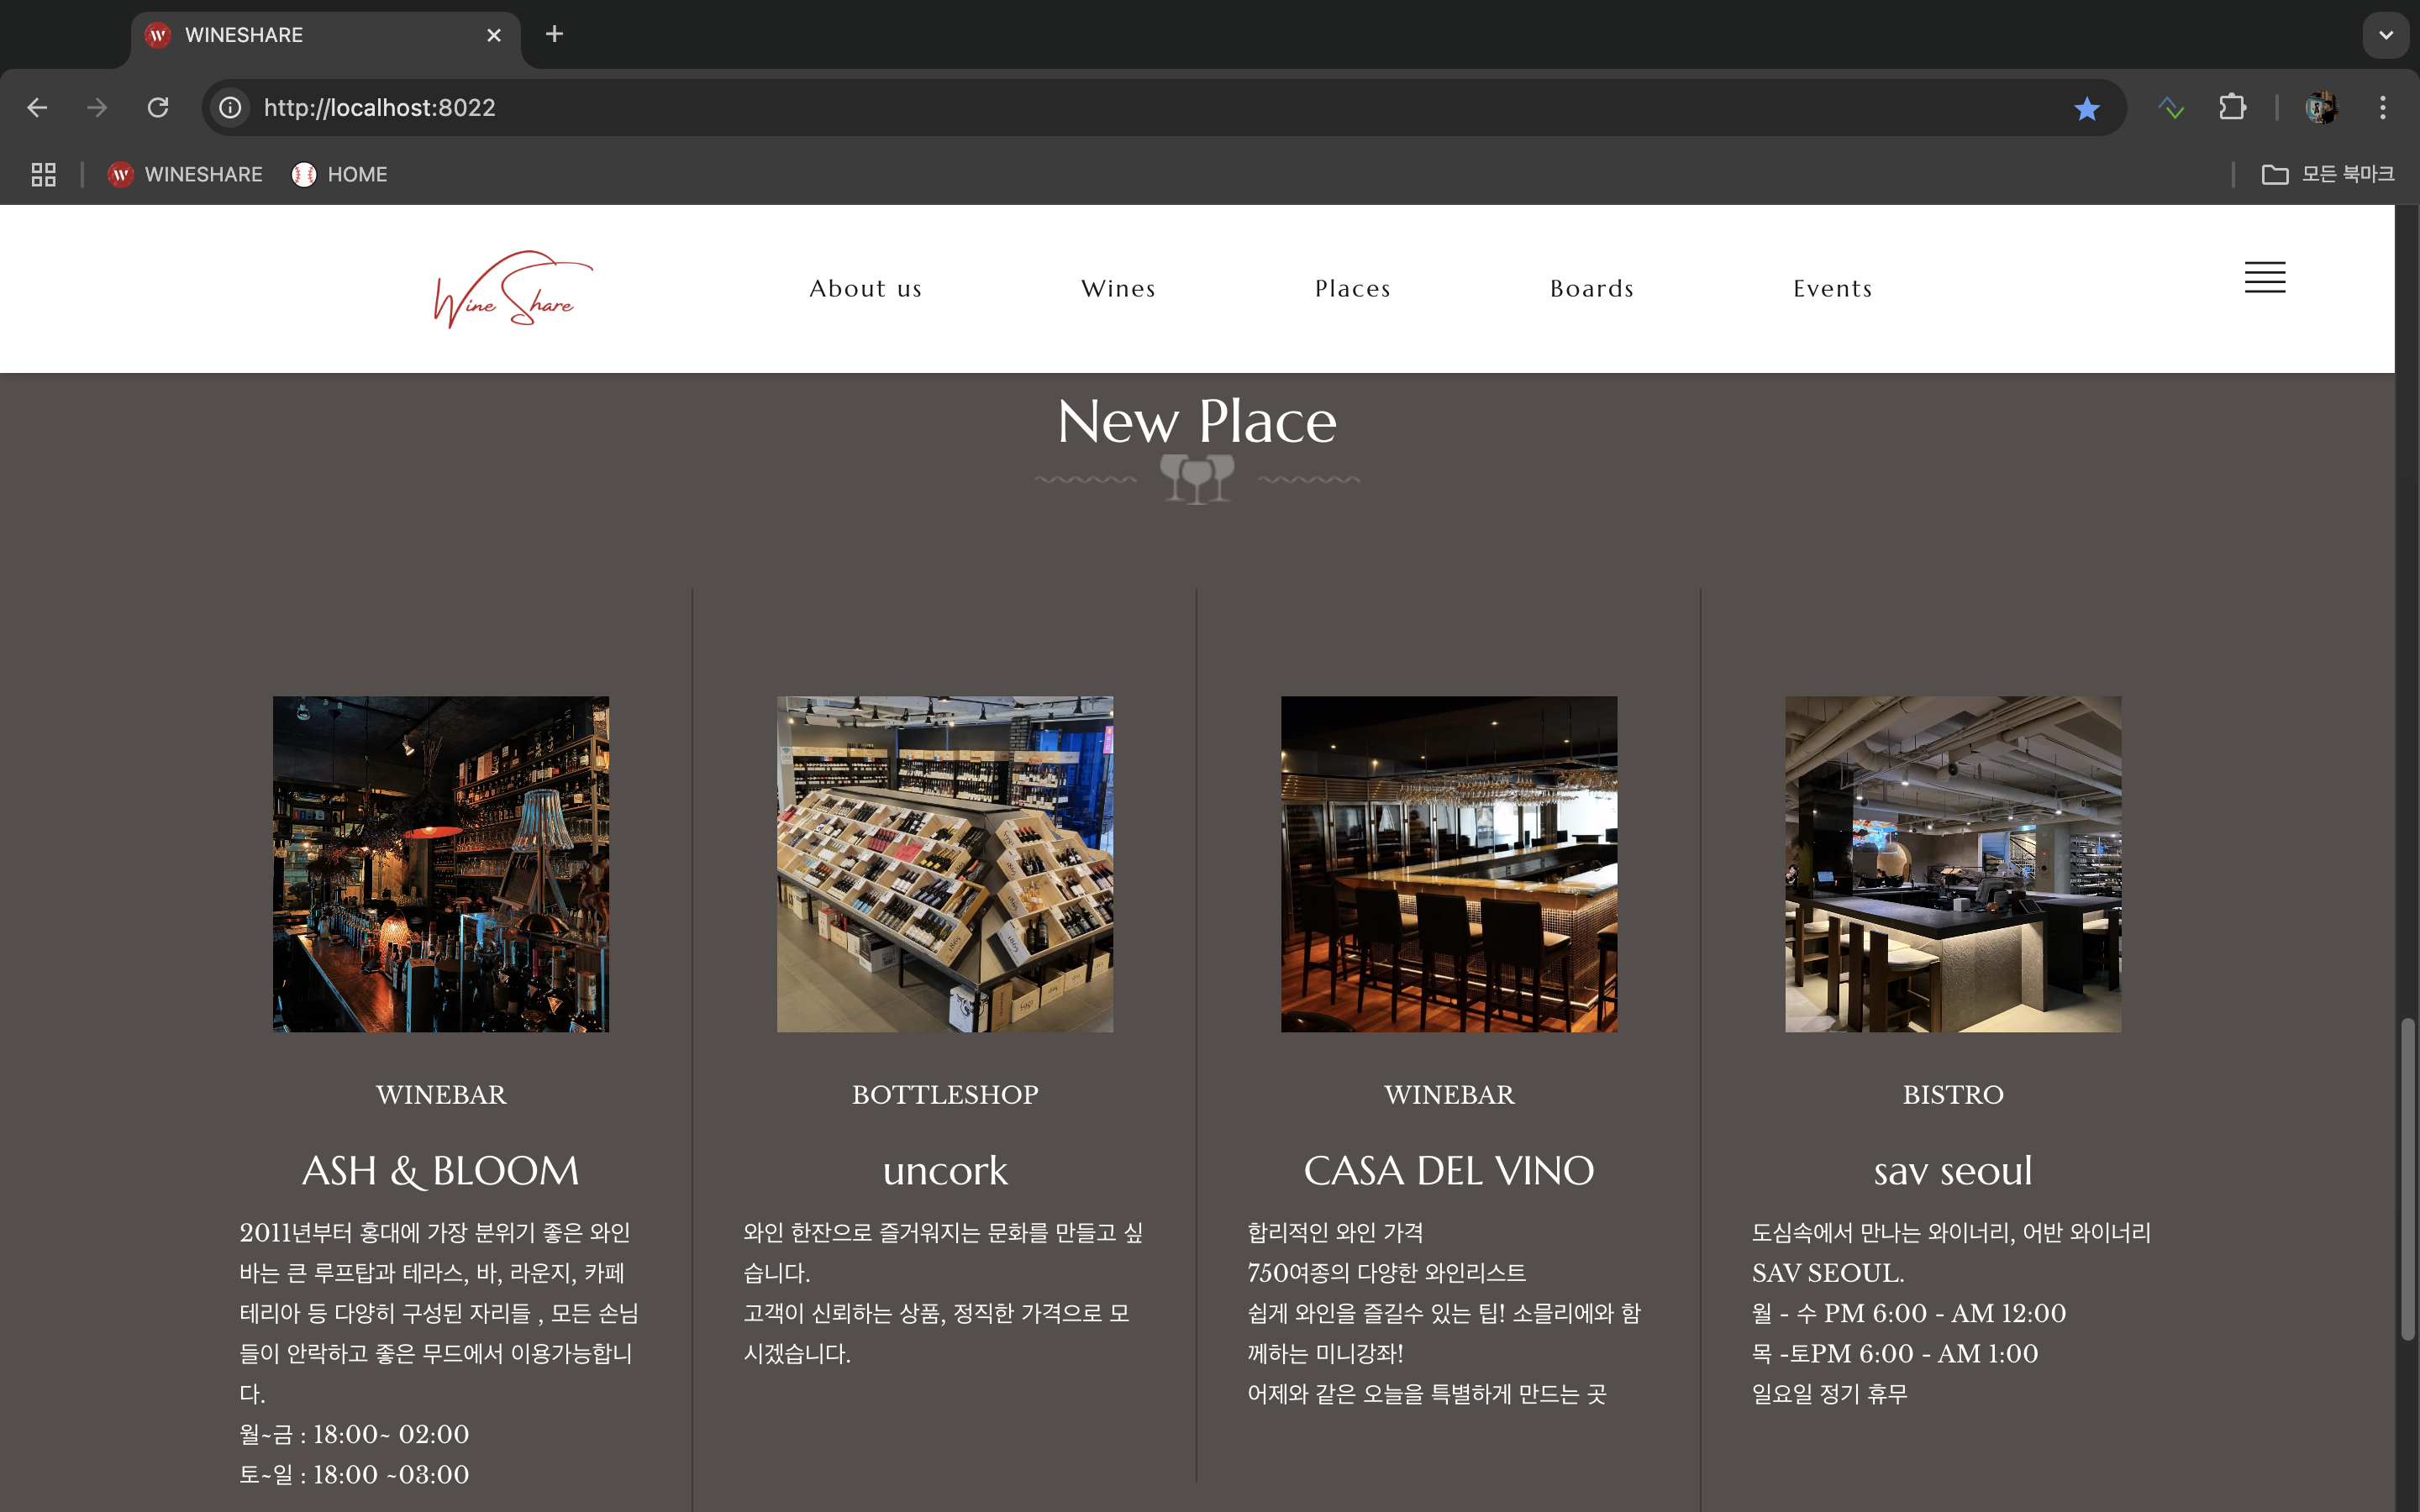 WINESHARE
http://localhost:8022
WINESHARE
HOME
모든 북마크
Wine Share
About us
Wines
Places
Boards
Events
New Place
WINEBAR
ASH & BLOOM
2011년부터 홍대에 가장 분위기 좋은 와인
바는 큰 루프탑과 테라스, 바, 라운지, 카페
테리아 등 다양히 구성된 자리들 , 모든 손님
들이 안락하고 좋은 무드에서 이용가능합니
다.
월~금 : 18:00~ 02:00
토~일 : 18:00 ~03:00
BOTTLESHOP
uncork
와인 한잔으로 즐거워지는 문화를 만들고 싶
습니다.
고객이 신뢰하는 상품, 정직한 가격으로 모
시겠습니다.
WINEBAR
CASA DEL VINO
합리적인 와인 가격
750여종의 다양한 와인리스트
쉽게 와인을 즐길수 있는 팁! 소믈리에와 함
께하는 미니강좌!
어제와 같은 오늘을 특별하게 만드는 곳
BISTRO
sav seoul
도심속에서 만나는 와이너리, 어반 와이너리
SAV SEOUL.
월 - 수 PM 6:00 - AM 12:00
목 -토PM 6:00 - AM 1:00
일요일 정기 휴무